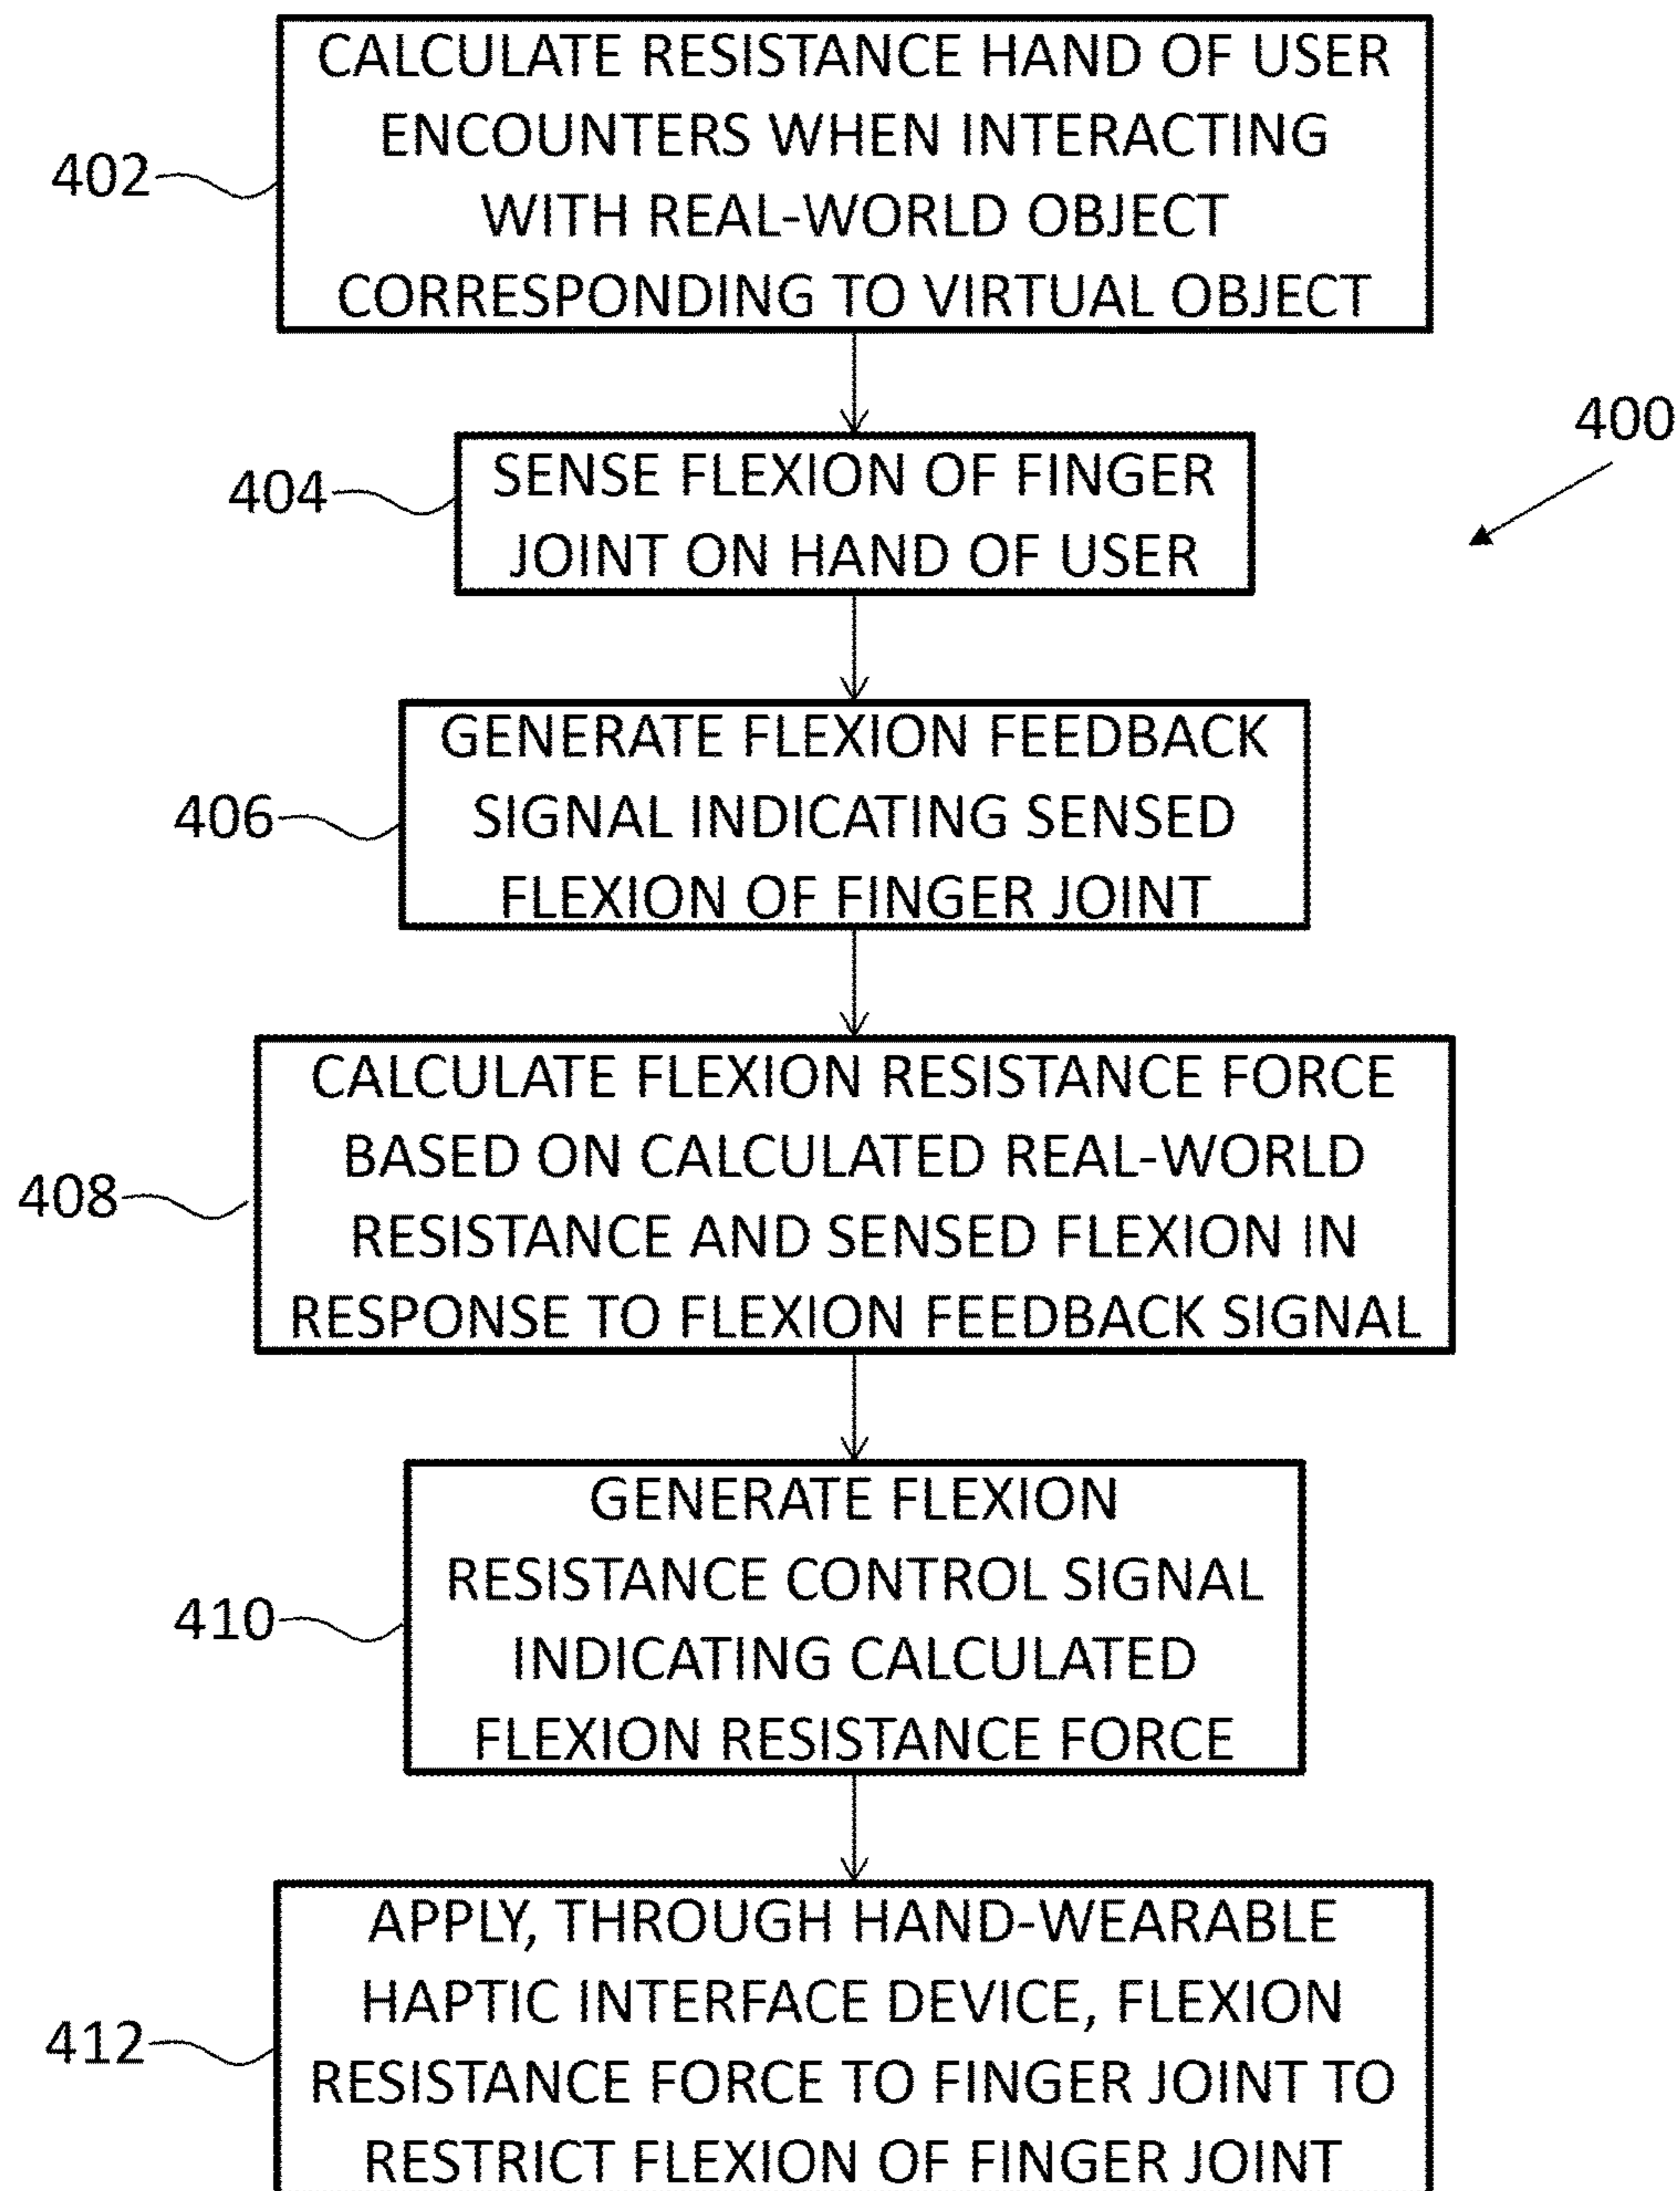 CALCULATE RESISTANCE HAND OF USER
ENCOUNTERS WHEN INTERACTING
WITH REAL-WORLD OBJECT
CORRESPONDING TO VIRTUAL OBJECT
402
400
SENSE FLEXION OF FINGER
JOINT ON HAND OF USER
404
GENERATE FLEXION FEEDBACK
SIGNAL INDICATING SENSED
FLEXION OF FINGER JOINT
406
CALCULATE FLEXION RESISTANCE FORCE
BASED ON CALCULATED REAL-WORLD
RESISTANCE AND SENSED FLEXION IN
RESPONSE TO FLEXION FEEDBACK SIGNAL
408
GENERATE FLEXION
RESISTANCE CONTROL SIGNAL
INDICATING CALCULATED
FLEXION RESISTANCE FORCE
410
APPLY, THROUGH HAND-WEARABLE
HAPTIC INTERFACE DEVICE, FLEXION
RESISTANCE FORCE TO FINGER JOINT TO
RESTRICT FLEXION OF FINGER JOINT
412